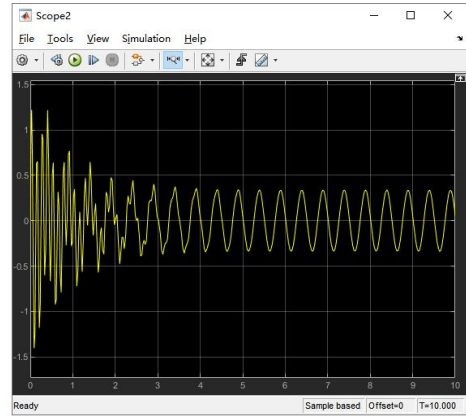 Scope2
File Tools View Simulation Help
1.5
1
0.5
0
-0.5
-1
-1.5
0 1 2 3 4 5 6 7 8 9 10
Ready Sample based Offset=0 T=10.000